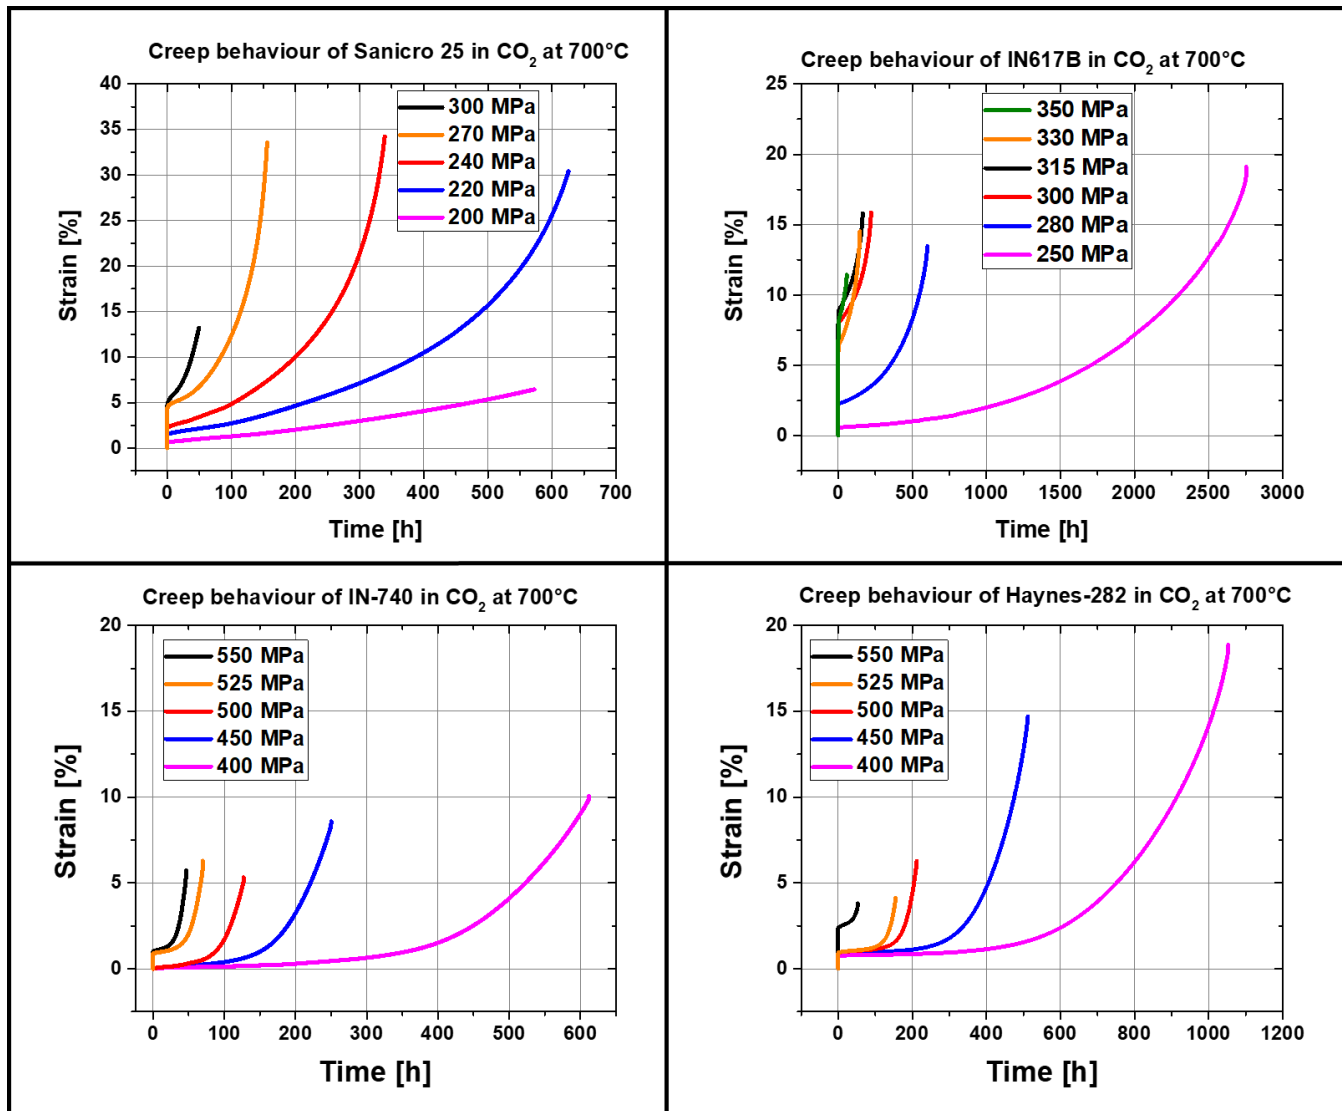 Creep behaviour of Sanicro 25 in CO₂ at 700°C
40
35
30
25
20
15
10
5
0
Strain [%]
300 MPa
270 MPa
240 MPa
220 MPa
200 MPa
0 100 200 300 400 500 600 700
Time [h]
Creep behaviour of IN617B in CO₂ at 700°C
25
20
15
10
5
0
Strain [%]
350 MPa
330 MPa
315 MPa
300 MPa
280 MPa
250 MPa
0 500 1000 1500 2000 2500 3000
Time [h]
Creep behaviour of IN-740 in CO₂ at 700°C
20
15
10
5
0
Strain [%]
550 MPa
525 MPa
500 MPa
450 MPa
400 MPa
0 100 200 300 400 500 600
Time [h]
Creep behaviour of Haynes-282 in CO₂ at 700°C
20
15
10
5
0
Strain [%]
550 MPa
525 MPa
500 MPa
450 MPa
400 MPa
0 200 400 600 800 1000 1200
Time [h]